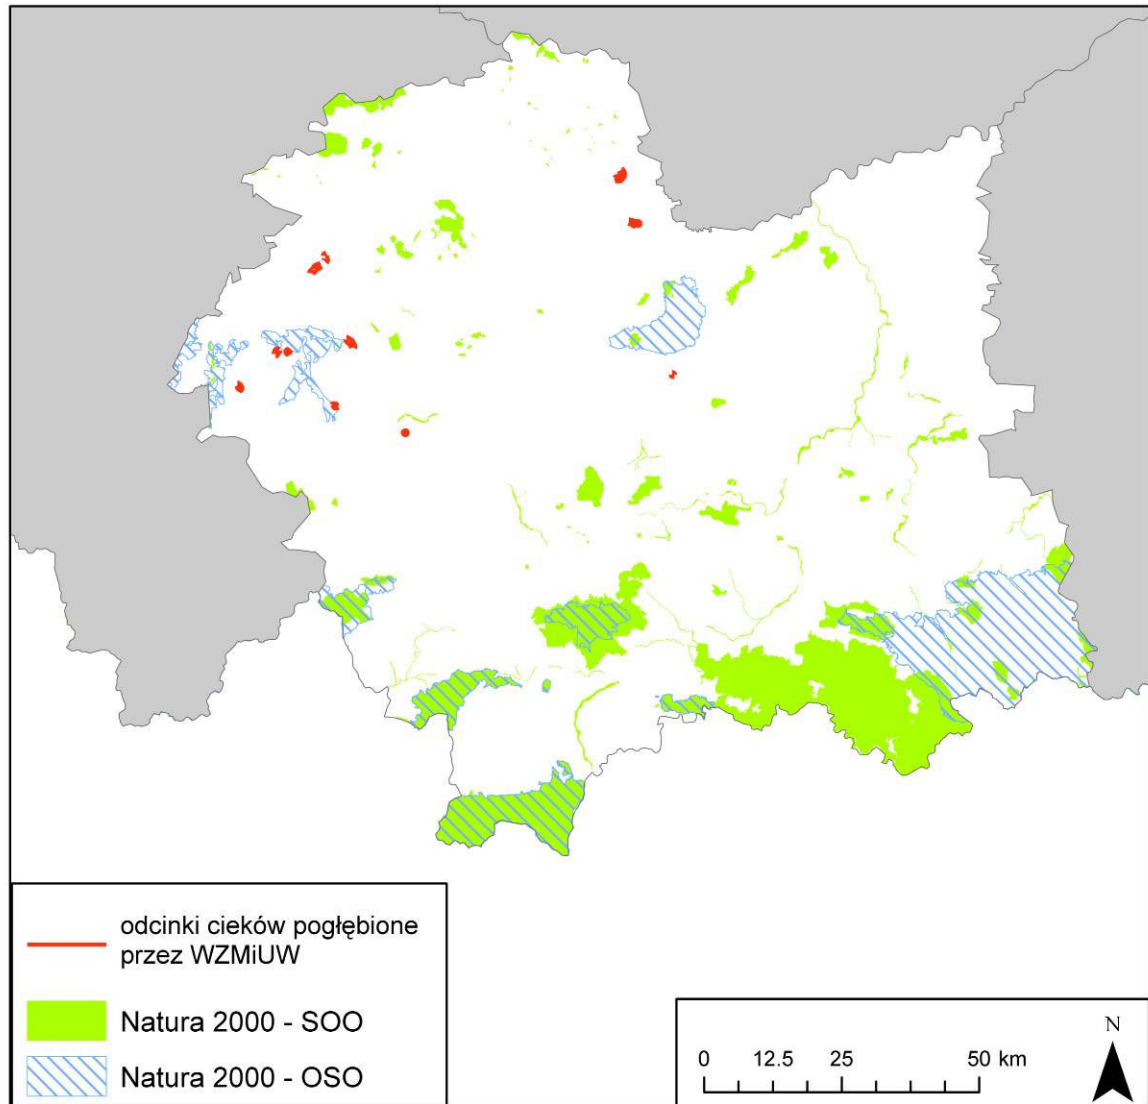 odcinki cieków pogłębione
przez WZMiUW
Natura 2000 - SOO
Natura 2000 - OSO
N
0 12.5 25 50 km